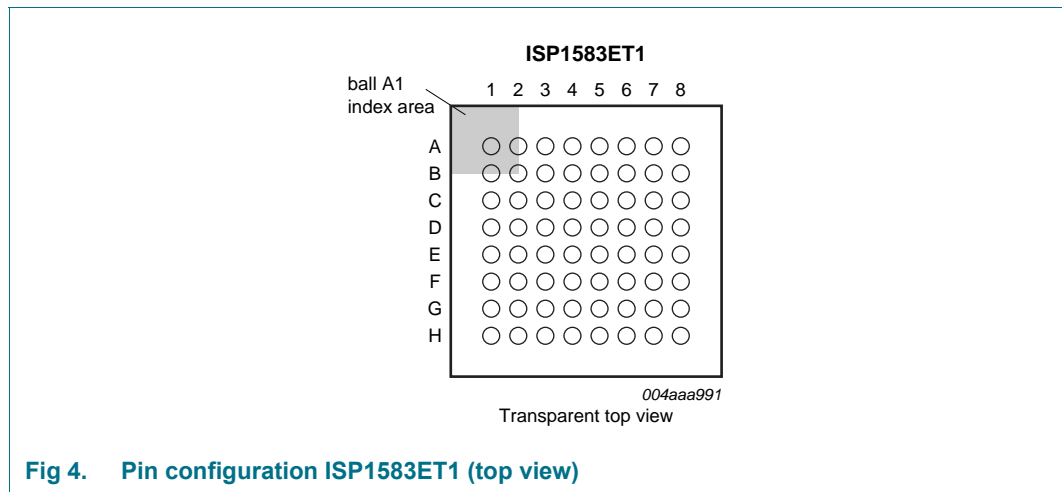 ISP1583ET1
ball A1
index area
1 2 3 4 5 6 7 8
A
B
C
D
E
F
G
H
004aaa991
Transparent top view
Fig 4. Pin configuration ISP1583ET1 (top view)